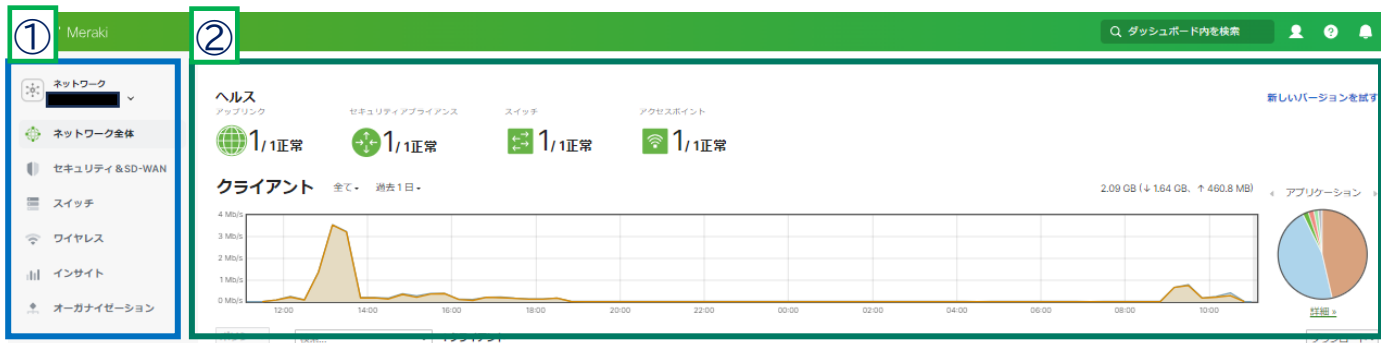 ①
②
Meraki
ダッシュボード内を検索
ネットワーク
ネットワーク全体
セキュリティ&SD-WAN
スイッチ
ワイヤレス
インサイト
オーガナイゼーション
ヘルス
新しいバージョンを試す
アップリンク セキュリティアプライアンス スイッチ アクセスポイント
1/1正常 1/1正常 1/1正常 1/1正常
クライアント 全て 過去1日
2.09 GB (↓ 1.64 GB、↑ 460.8 MB)
アプリケーション
4 Mb/s
3 Mb/s
2 Mb/s
1 Mb/s
0 Mb/s
12:00 14:00 16:00 18:00 20:00 22:00 00:00 02:00 04:00 06:00 08:00 10:00
詳細 »